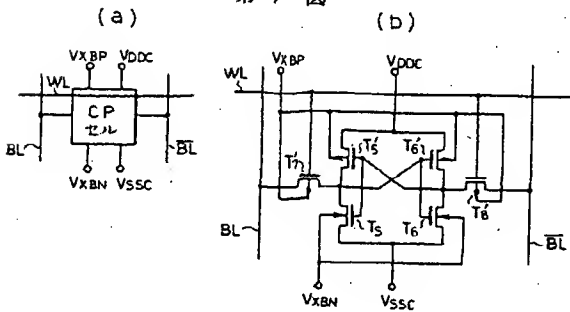 (a)
(b)
VXBP
VDDC
WL
CP
セル
BL
BL
VXBN
VSSC
VXBP
VDDC
WL
T5'
T6'
T7'
T8'
T5
T6
BL
BL
VXBN
VSSC